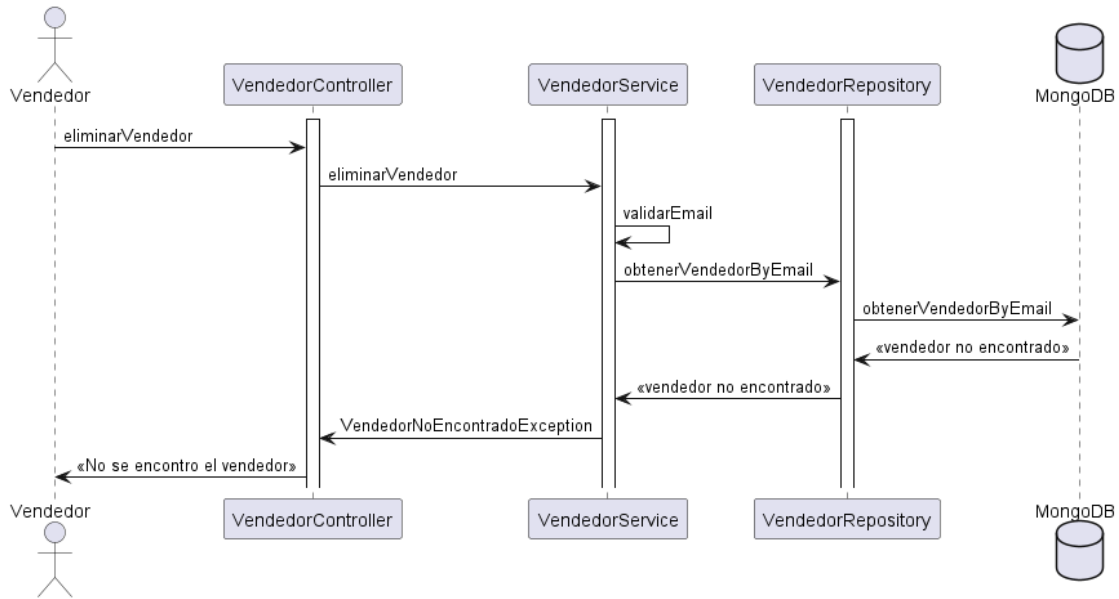 Vendedor
VendedorController
VendedorService
VendedorRepository
MongoDB
eliminarVendedor
eliminarVendedor
validarEmail
obtenerVendedorByEmail
obtenerVendedorByEmail
«vendedor no encontrado»
«vendedor no encontrado»
VendedorNoEncontradoException
«No se encontro el vendedor»
Vendedor
VendedorController
VendedorService
VendedorRepository
MongoDB